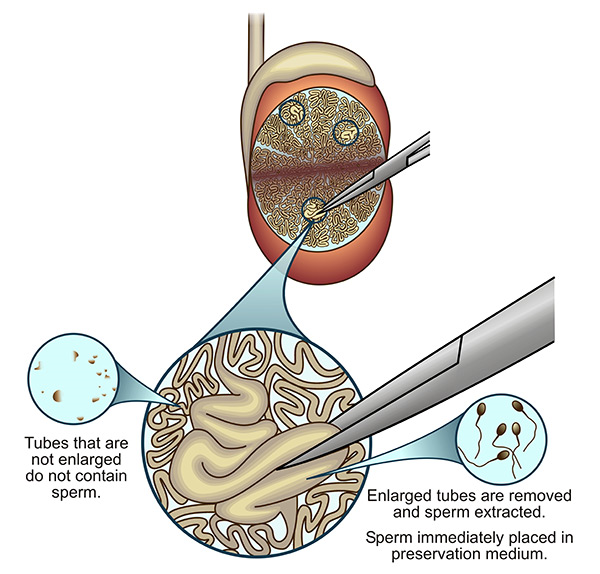 Tubes that are
not enlarged
do not contain
sperm.
Enlarged tubes are removed
and sperm extracted.
Sperm immediately placed in
preservation medium.